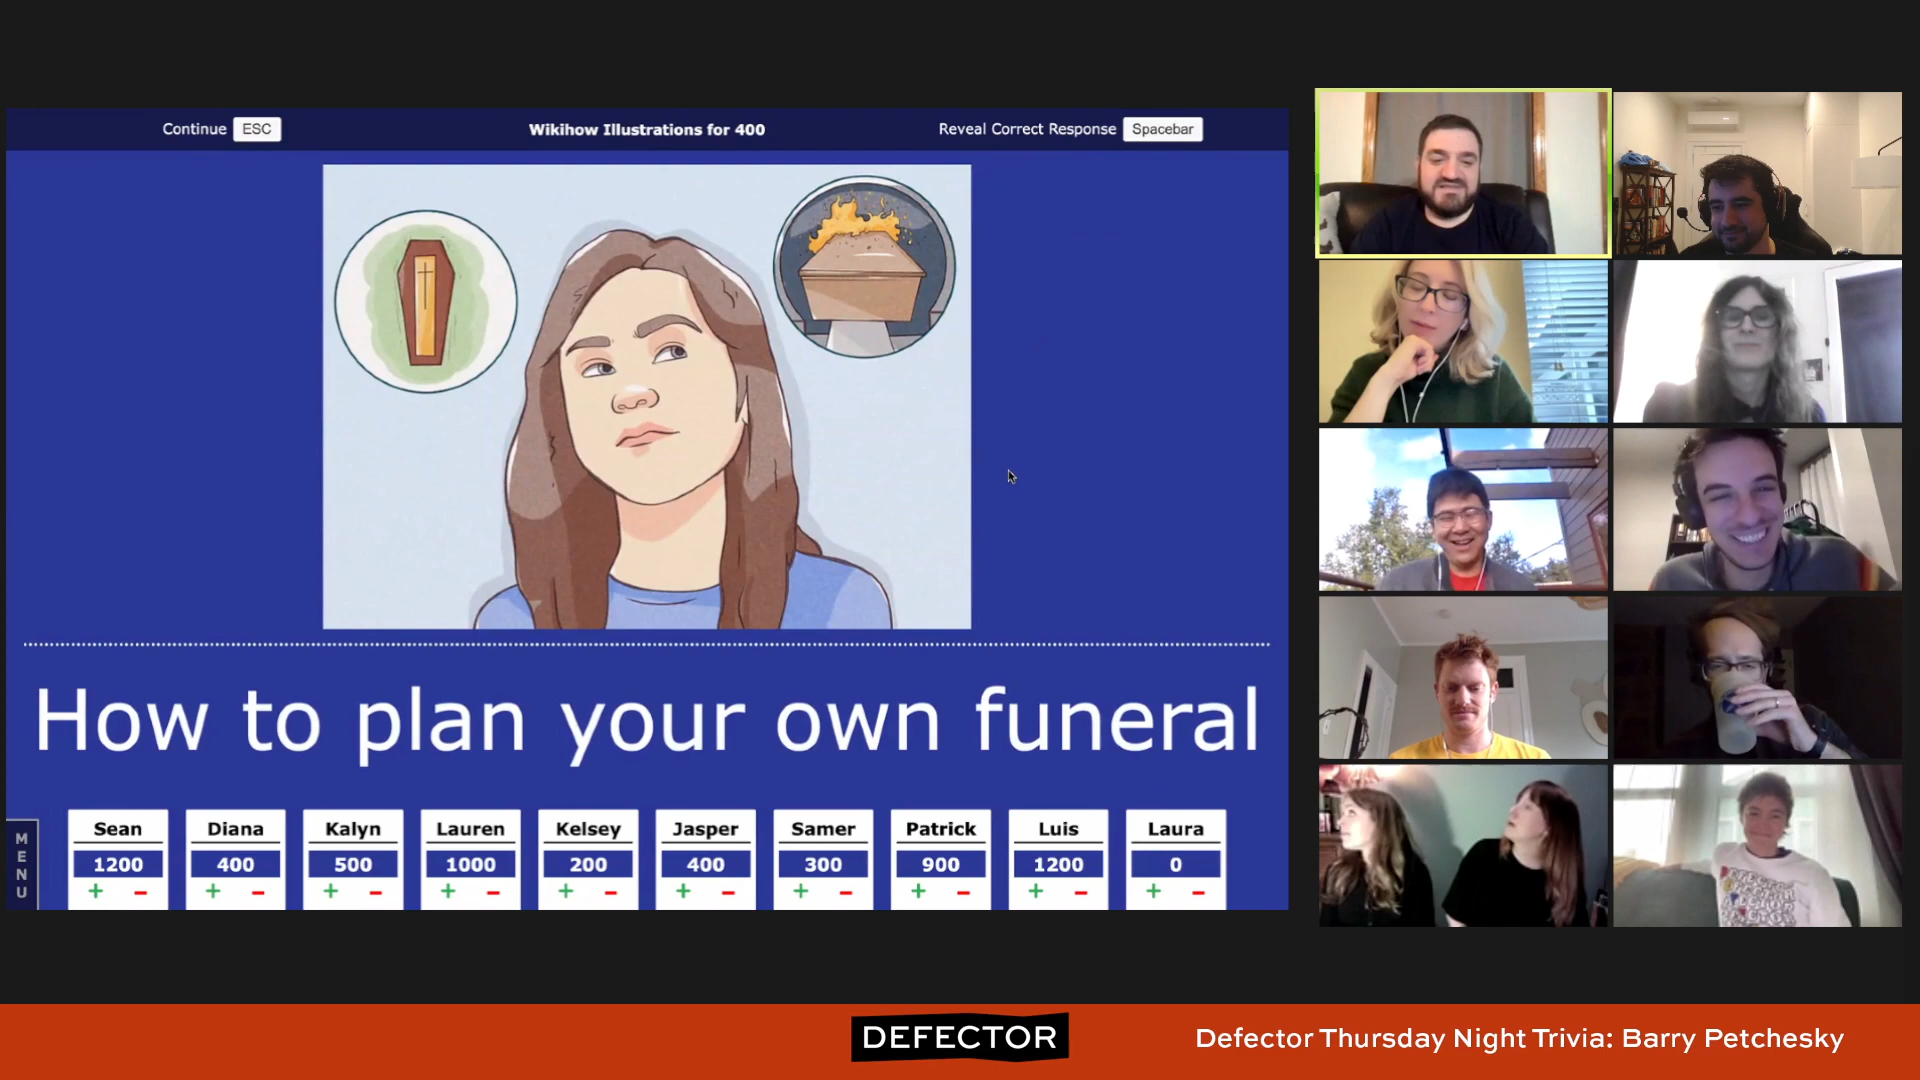 Continue ESC
Wikihow Illustrations for 400
Reveal Correct Response Spacebar
How to plan your own funeral
MENU
Sean Diana Kalyn Lauren Kelsey Jasper Samer Patrick Luis Laura
1200 400 500 1000 200 400 300 900 1200 0
+ - + - + - + - + - + - + - + - + - + -
DEFECTOR
Defector Thursday Night Trivia: Barry Petchesky